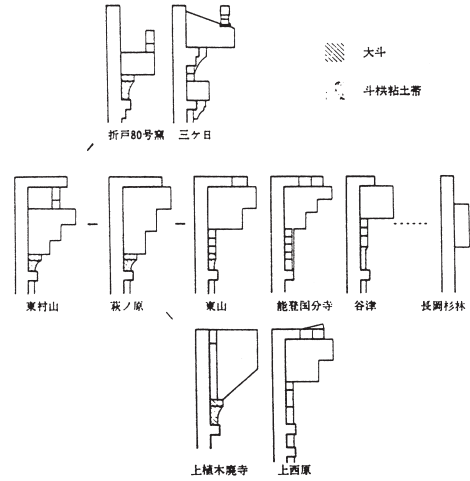 大斗
斗栱粘土帯
折戸80号窯
三ケ日
東村山
萩ノ原
東山
能登国分寺
谷津
長岡杉林
上植木廃寺
上西原